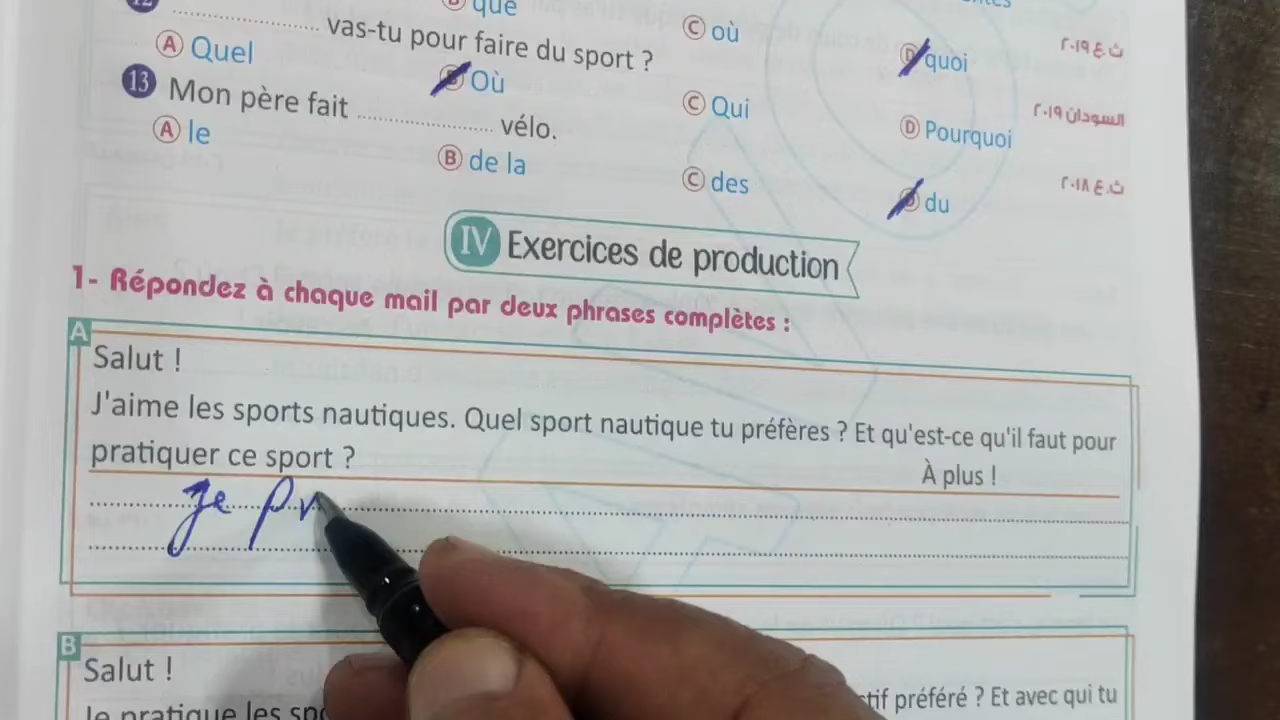 12 B que C où D quoi ث.ع ٢٠١٩
.................... vas-tu pour faire du sport ?
A Quel B Où C Qui D Pourquoi السودان ٢٠١٩
13 Mon père fait .................... vélo.
A le B de la C des D du ث.ع ٢٠١٨
IV Exercices de production
1- Répondez à chaque mail par deux phrases complètes :
A
Salut !
J'aime les sports nautiques. Quel sport nautique tu préfères ? Et qu'est-ce qu'il faut pour
pratiquer ce sport ?
À plus !
Je pr
B
Salut !
Je pratique les
préféré ? Et avec qui tu